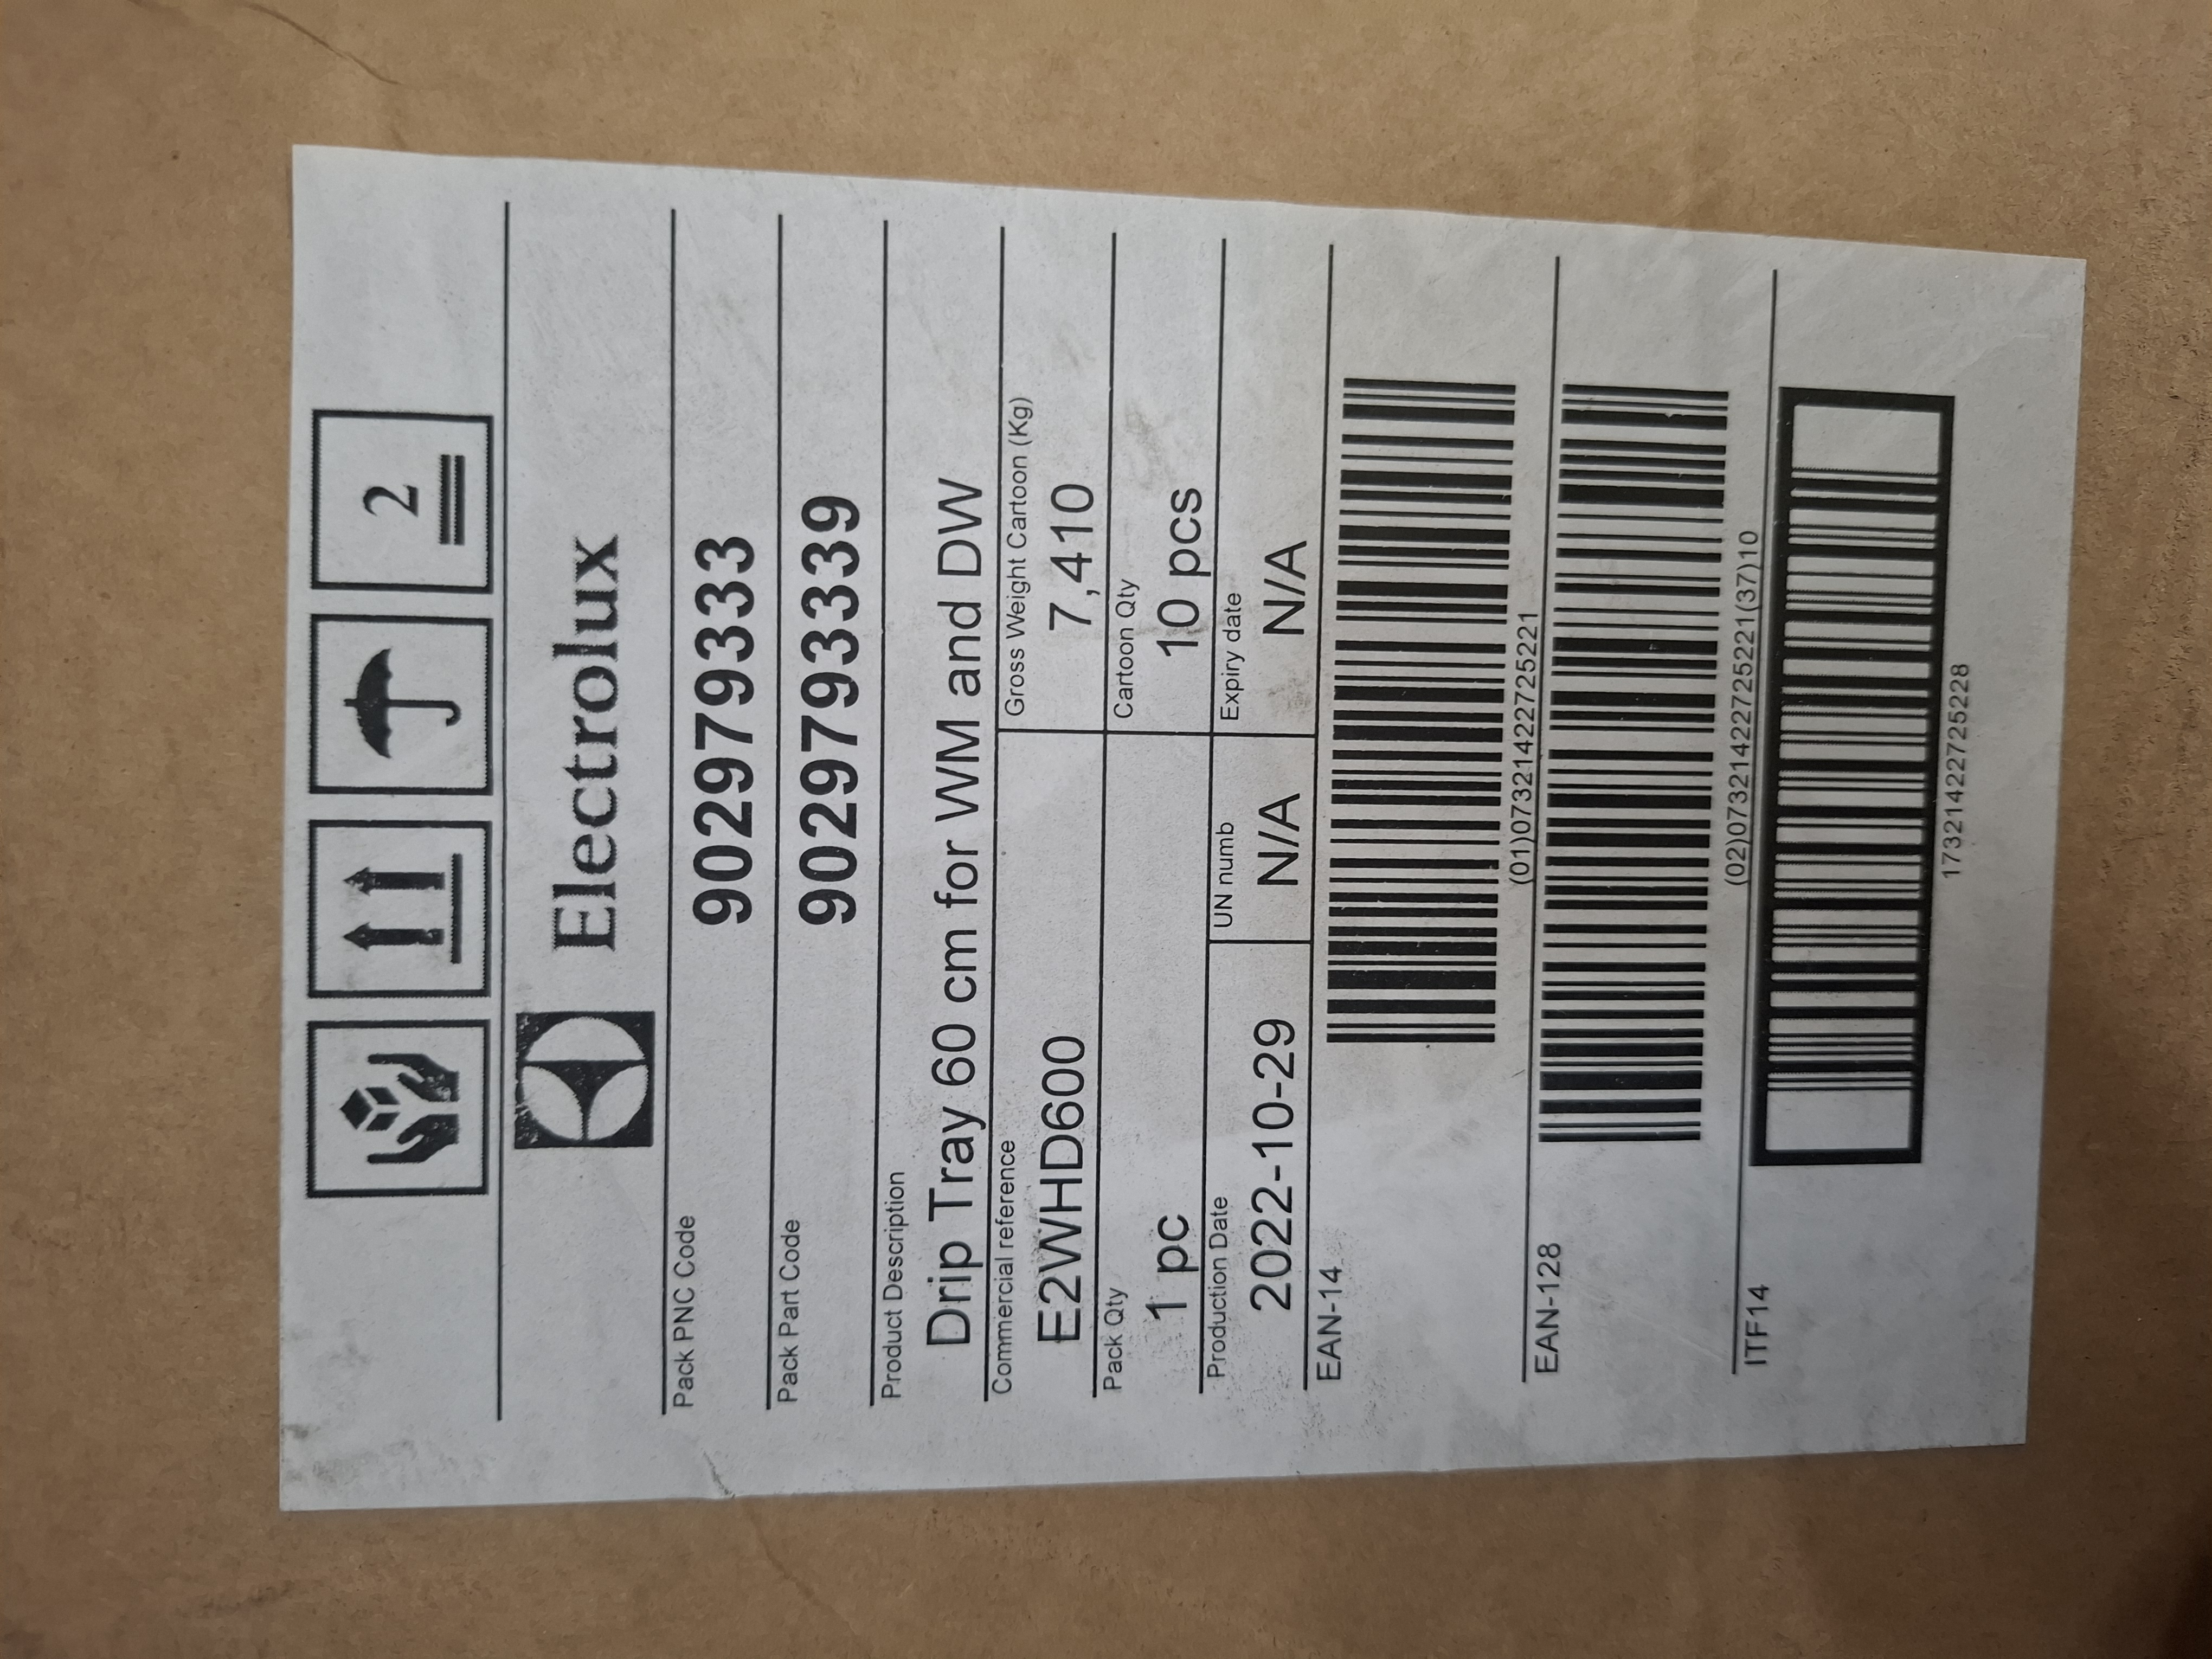 2
Electrolux
Pack PNC Code
902979333
Pack Part Code
9029793339
Product Description
Drip Tray 60 cm for WM and DW
Commercial reference
E2WHD600
Gross Weight Cartoon (Kg)
7,410
Pack Qty
1 pc
Cartoon Qty
10 pcs
Production Date
2022-10-29
UN numb
N/A
Expiry date
N/A
EAN-14
(01)07321422725221
EAN-128
(02)07321422725221(37)10
ITF14
17321422725228